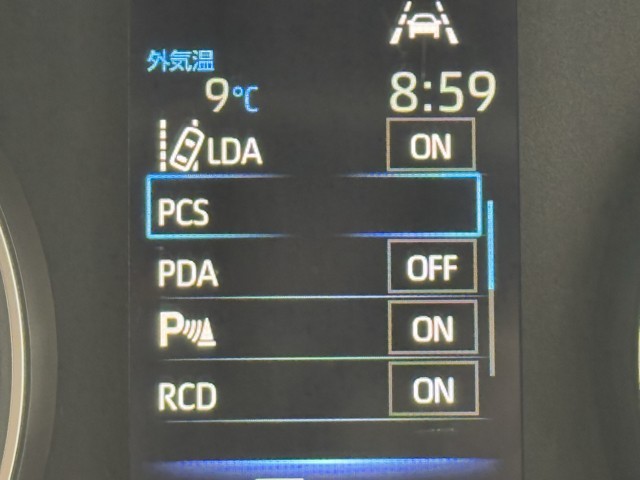 外気温
9℃ 8:59
LDA ON
PCS
PDA OFF
P ON
RCD ON